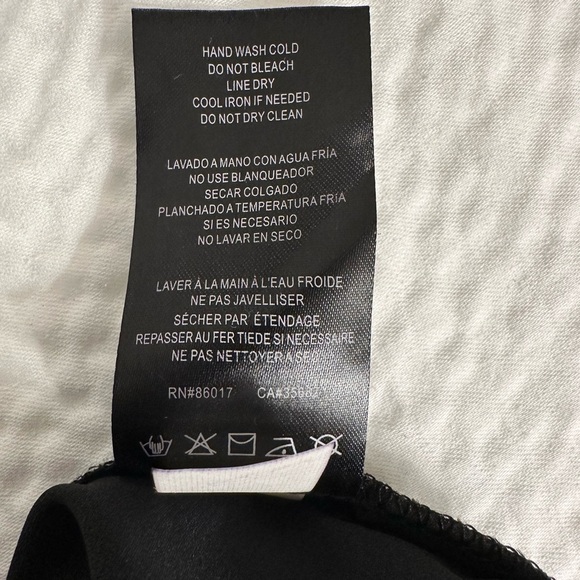 HAND WASH COLD
DO NOT BLEACH
LINE DRY
COOL IRON IF NEEDED
DO NOT DRY CLEAN
LAVADO A MANO CON AGUA FRÍA
NO USE BLANQUEADOR
SECAR COLGADO
PLANCHADO A TEMPERATURA FRíA
SI ES NECESARIO
NO LAVAR EN SECO
LAVER À LA MAIN À L'EAU FROIDE
NE PAS JAVELLISER
SÉCHER PAR ÉTENDAGE
REPASSER AU FER TIEDE SI NECESSAIRE
NE PAS NETTOYER A
RN#86017